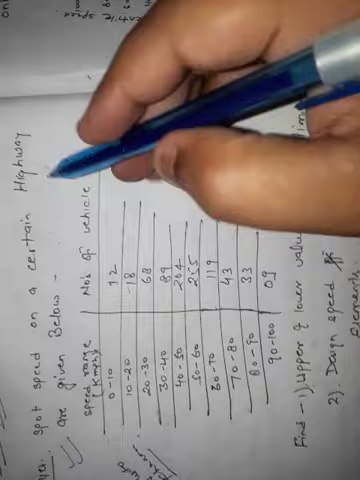 spot speed on a certain Highway
are given Below -
speed range (Kmph) No's of vehicle
0-10 12
10-20 18
20-30 68
30-40 89
40-50 204
50-60 255
60-70 119
70-80 43
80-90 33
90-100 09
Find - 1) Upper & lower value
2). Daign speed